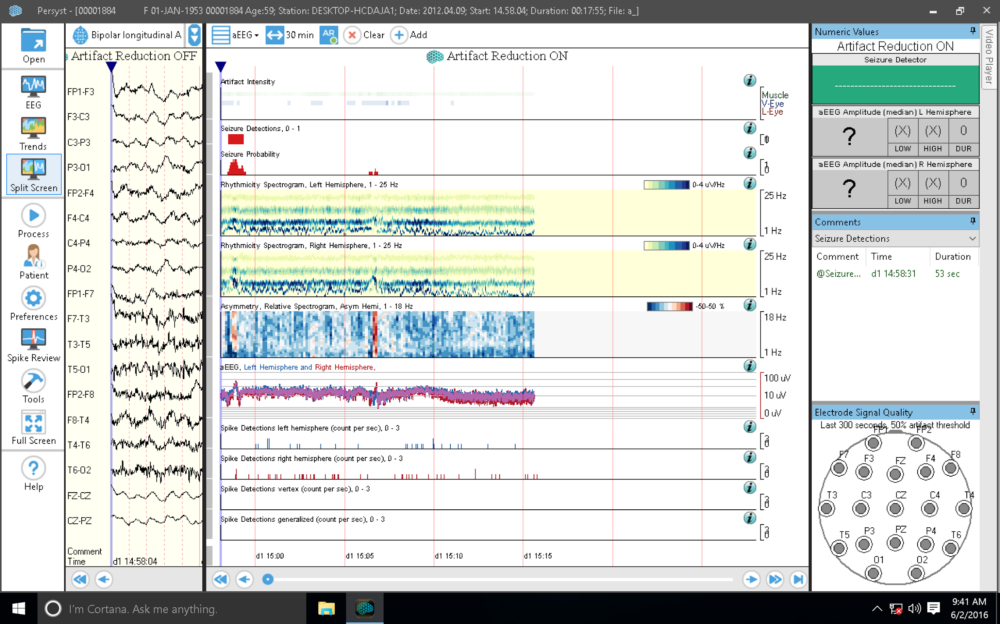 Persyst - [00001884 F 01-JAN-1953 00001884 Age:59; Station: DESKTOP-HCDAJA1; Date: 2012.04.09; Start: 14.58.04; Duration: 00:17:55; File: a_]
Open
EEG
Trends
Split Screen
Process
Patient
Preferences
Spike Review
Tools
Full Screen
Help
Bipolar longitudinal A
Artifact Reduction OFF
FP1-F3
F3-C3
C3-P3
P3-O1
FP2-F4
F4-C4
C4-P4
P4-O2
FP1-F7
F7-T3
T3-T5
T5-O1
FP2-F8
F8-T4
T4-T6
T6-O2
FZ-CZ
CZ-PZ
Comment
Time d1 14:58:04
aEEG 30 min AR Clear Add
Artifact Reduction ON
Artifact Intensity
Muscle
V-Eye
L-Eye
Seizure Detections, 0 - 1
Seizure Probability
1
0
Rhythmicity Spectrogram, Left Hemisphere, 1 - 25 Hz 0-4 uV/Hz
25 Hz
1 Hz
Rhythmicity Spectrogram, Right Hemisphere, 1 - 25 Hz 0-4 uV/Hz
25 Hz
1 Hz
Asymmetry, Relative Spectrogram, Asym Hemi, 1 - 18 Hz -50-50 %
18 Hz
1 Hz
aEEG, Left Hemisphere and Right Hemisphere,
100 uV
10 uV
0 uV
Spike Detections left hemisphere (count per sec), 0 - 3
Spike Detections right hemisphere (count per sec), 0 - 3
Spike Detections vertex (count per sec), 0 - 3
Spike Detections generalized (count per sec), 0 - 3
d1 15:00 d1 15:05 d1 15:10 d1 15:15
Numeric Values
Artifact Reduction ON
Seizure Detector
------------------------------
aEEG Amplitude (median) L Hemisphere
? (X) (X) 0
LOW HIGH DUR
aEEG Amplitude (median) R Hemisphere
? (X) (X) 0
LOW HIGH DUR
Comments
Seizure Detections
Comment Time Duration
@Seizure... d1 14:58:31 53 sec
Electrode Signal Quality
Last 300 seconds, 50% artifact threshold
FP1 FP2
F7 F3 FZ F4 F8
T3 C3 CZ C4 T4
T5 P3 PZ P4 T6
O1 O2
Video Player
I'm Cortana. Ask me anything.
9:41 AM
6/2/2016